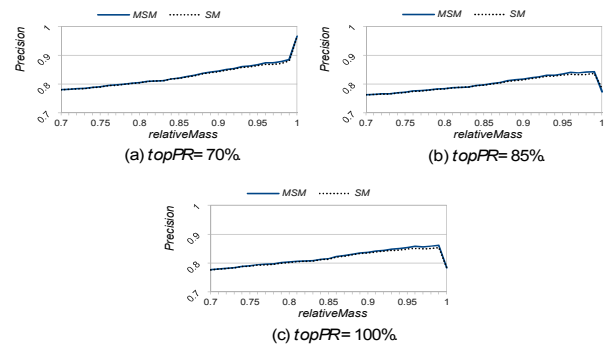 MSM SM
Precision
1
0.9
0.8
0.7
0.7 0.75 0.8 0.85 0.9 0.95 1
relativeMass
(a) topPR= 70%.
MSM SM
Precision
1
0.9
0.8
0.7
0.7 0.75 0.8 0.85 0.9 0.95 1
relativeMass
(b) topPR= 85%.
MSM SM
Precision
1
0.9
0.8
0.7
0.7 0.75 0.8 0.85 0.9 0.95 1
relativeMass
(c) topPR= 100%.